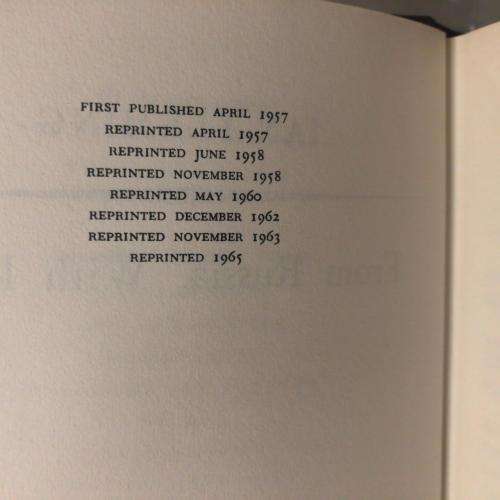 FIRST PUBLISHED APRIL 1957
REPRINTED APRIL 1957
REPRINTED JUNE 1958
REPRINTED NOVEMBER 1958
REPRINTED MAY 1960
REPRINTED DECEMBER 1962
REPRINTED NOVEMBER 1963
REPRINTED 1965